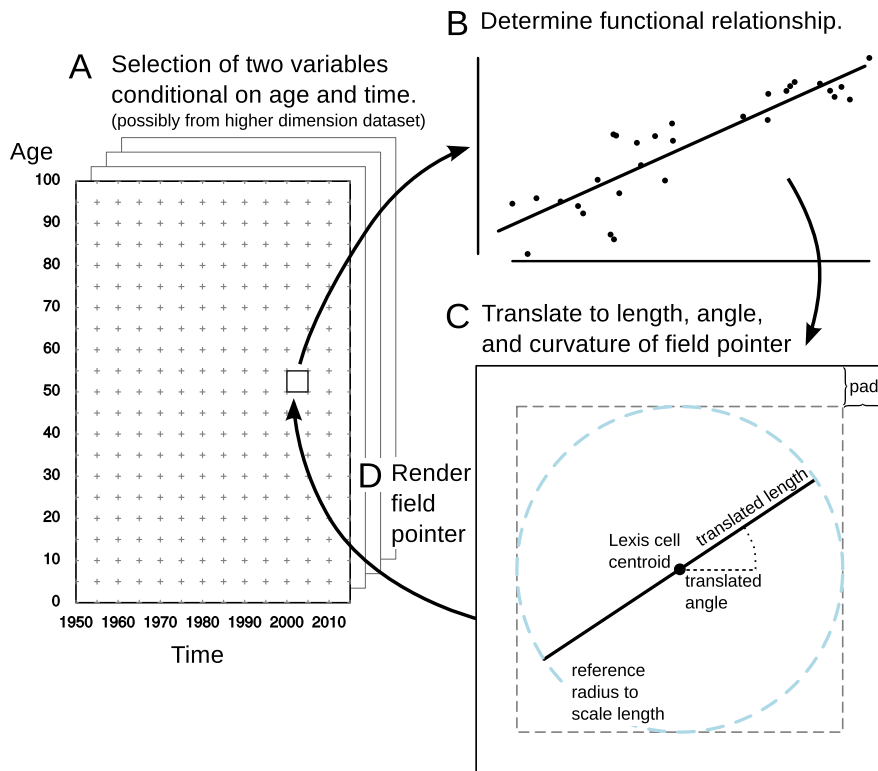 A Selection of two variables
conditional on age and time.
(possibly from higher dimension dataset)
Age
100
90
80
70
60
50
40
30
20
10
0
1950 1960 1970 1980 1990 2000 2010
Time
B Determine functional relationship.
C Translate to length, angle,
and curvature of field pointer
pad
translated length
Lexis cell
centroid
translated
angle
reference
radius to
scale length
D Render
field
pointer